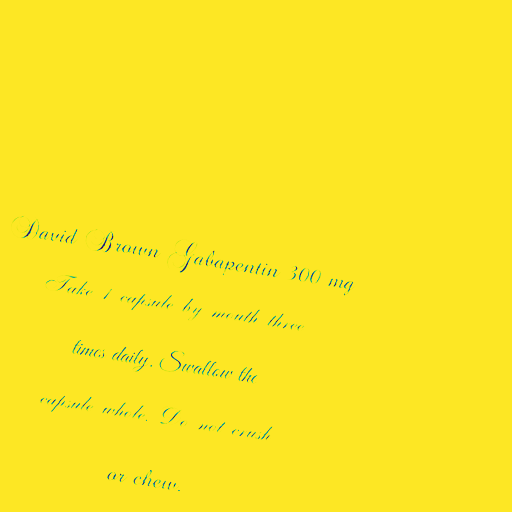 David Brown Gabapentin 300 mg
Take 1 capsule by mouth three
times daily. Swallow the
capsule whole. Do not crush
or chew.